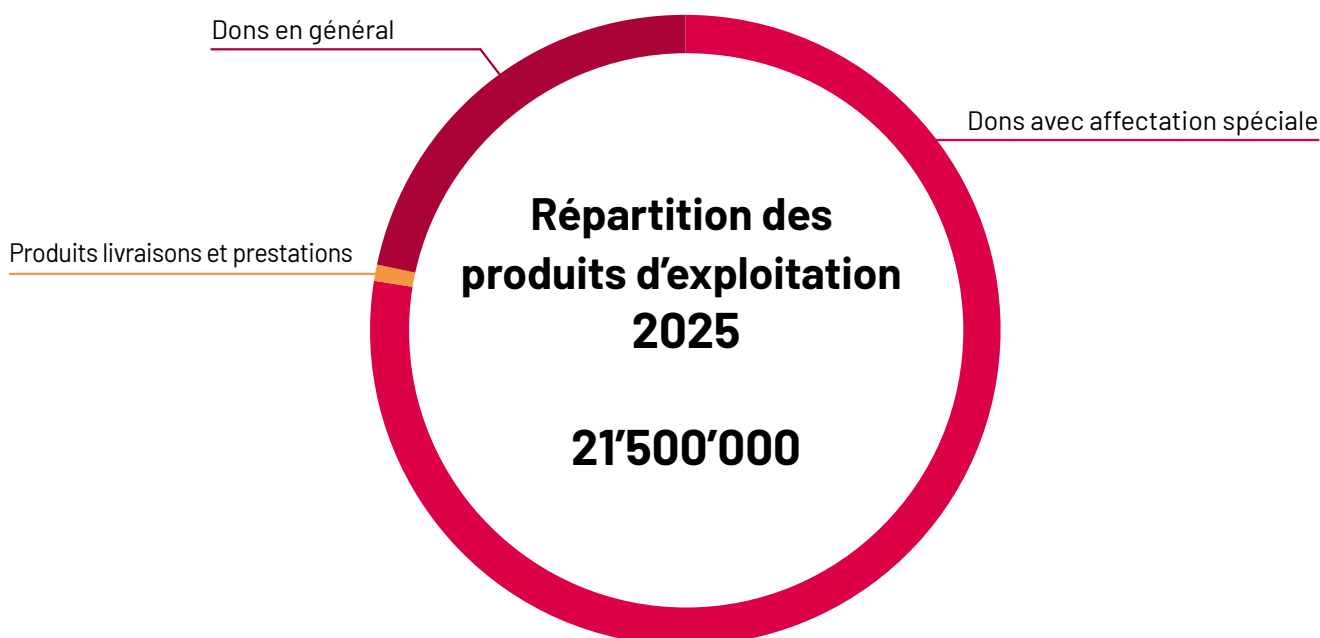 Dons en général
Dons avec affectation spéciale
Produits livraisons et prestations
Répartition des
produits d’exploitation
2025
21’500’000